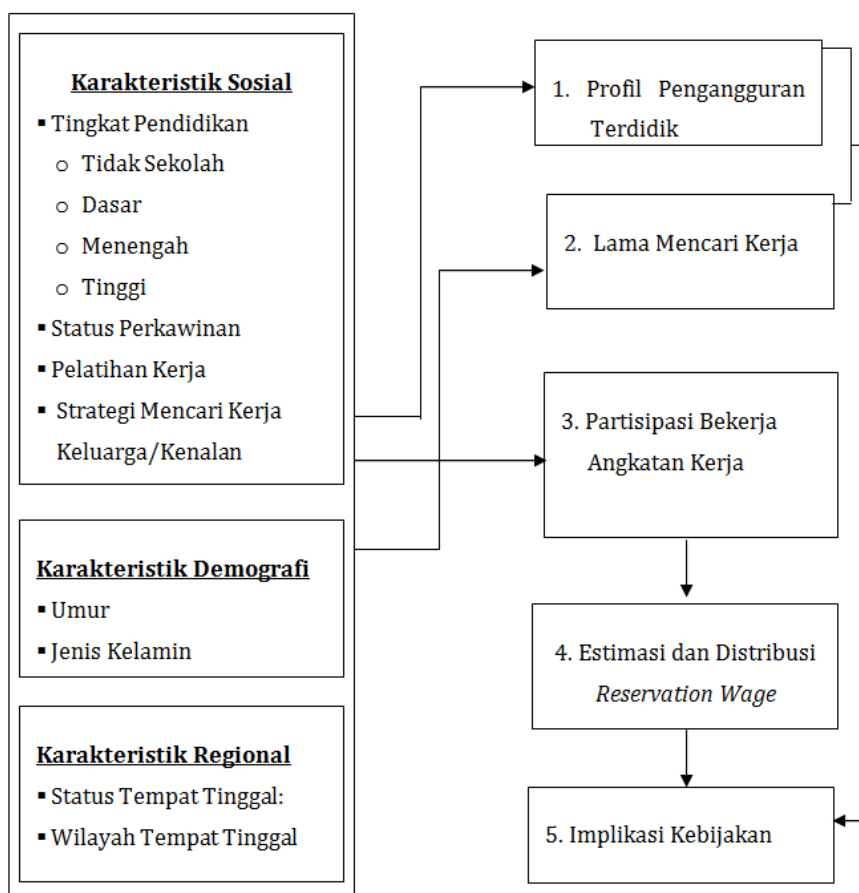 Karakteristik Sosial
▪ Tingkat Pendidikan
o Tidak Sekolah
o Dasar
o Menengah
o Tinggi
▪ Status Perkawinan
▪ Pelatihan Kerja
▪ Strategi Mencari Kerja
Keluarga/Kenalan
Karakteristik Demografi
▪ Umur
▪ Jenis Kelamin
Karakteristik Regional
▪ Status Tempat Tinggal:
▪ Wilayah Tempat Tinggal
1. Profil Pengangguran
Terdidik
2. Lama Mencari Kerja
3. Partisipasi Bekerja
Angkatan Kerja
4. Estimasi dan Distribusi
Reservation Wage
5. Implikasi Kebijakan